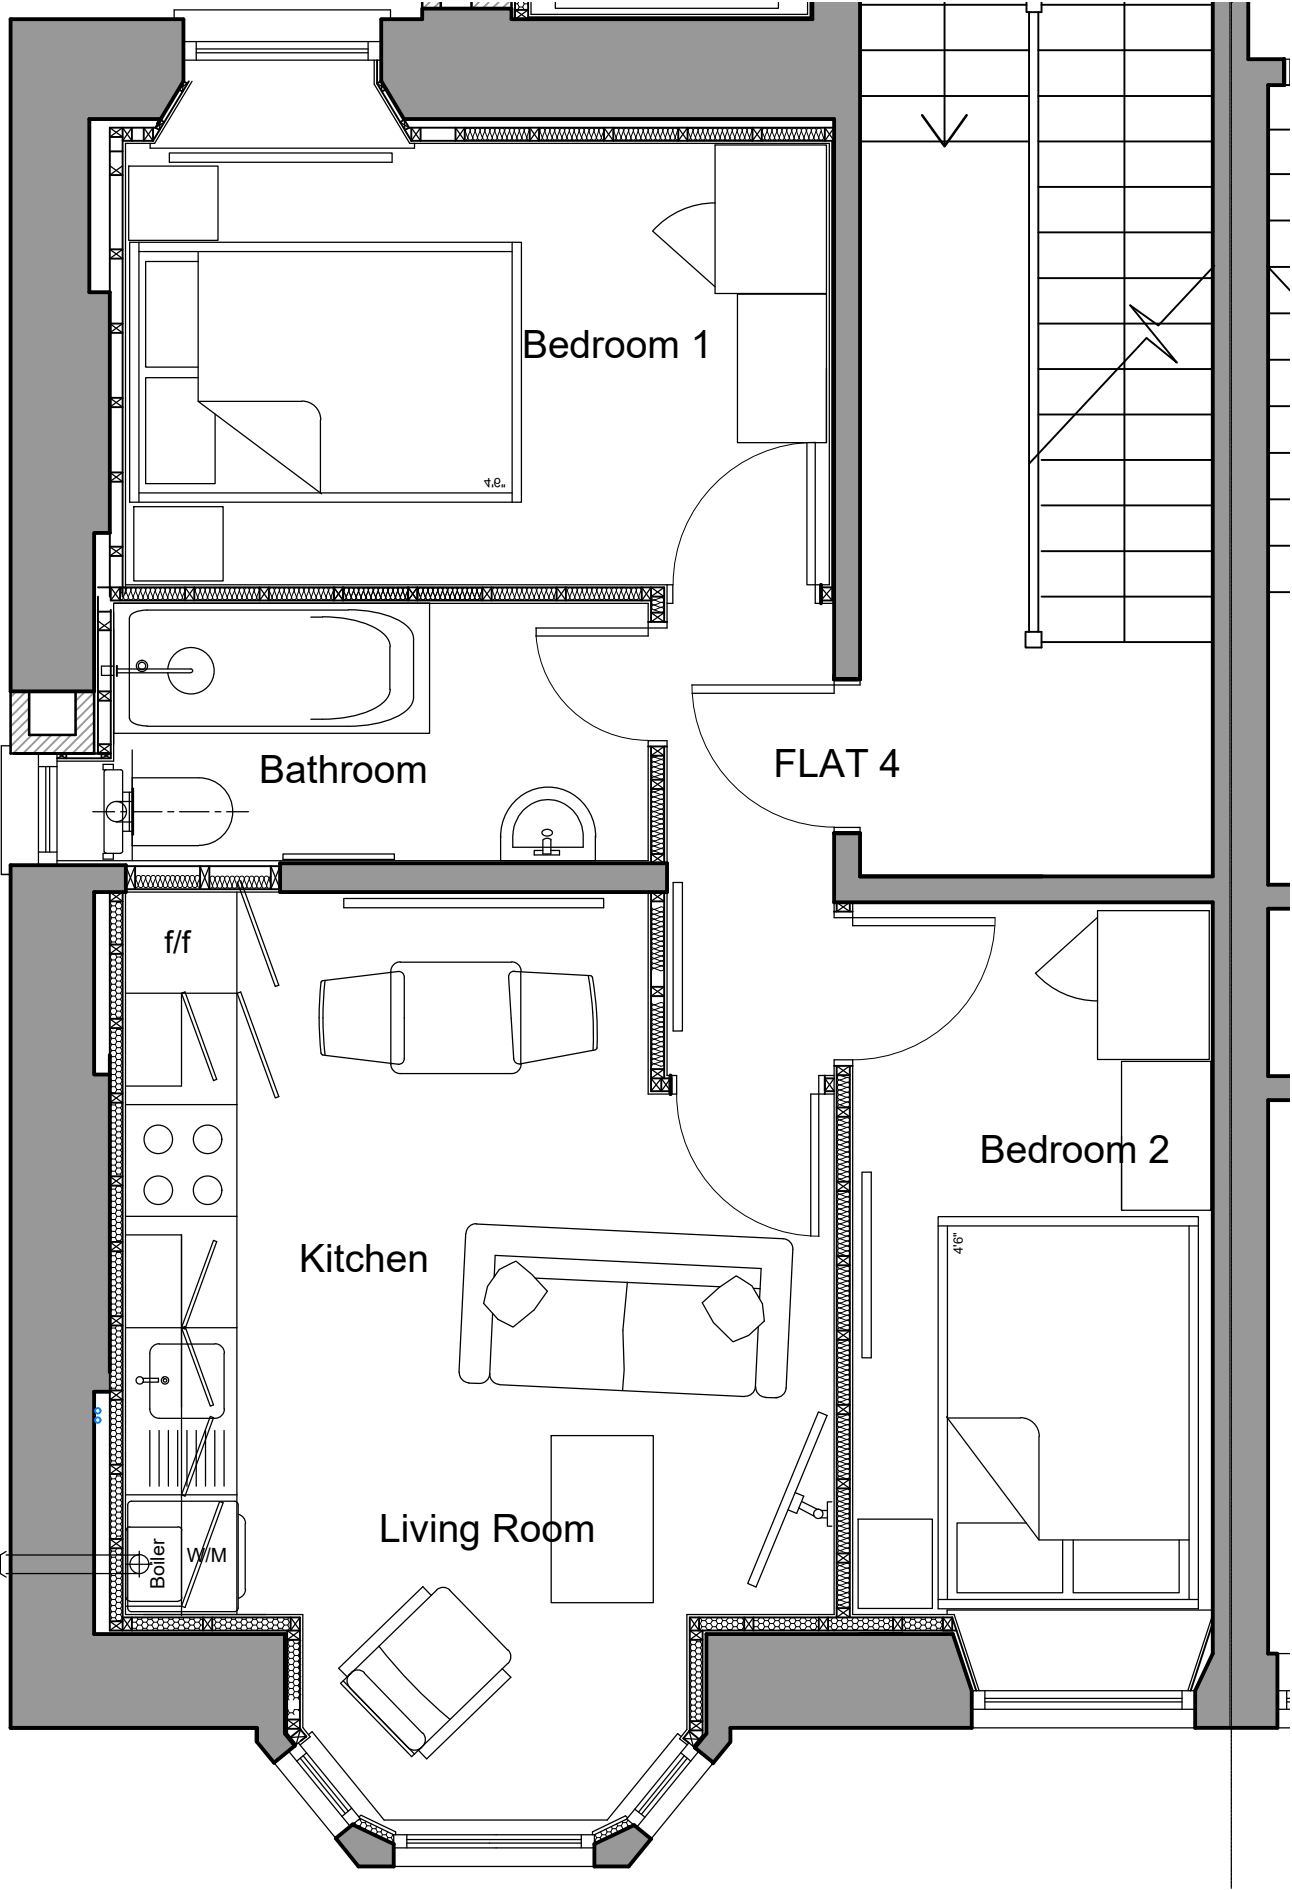 Bedroom 1
4'6"
Bathroom
FLAT 4
f/f
Bedroom 2
Kitchen
4'6"
Living Room
Boiler
W/M